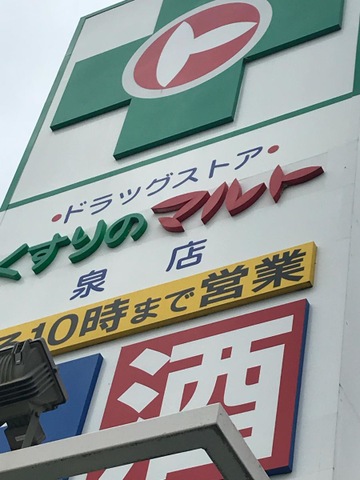 ・ドラッグストア・
くすりのマルト
泉店
10時まで営業
酒